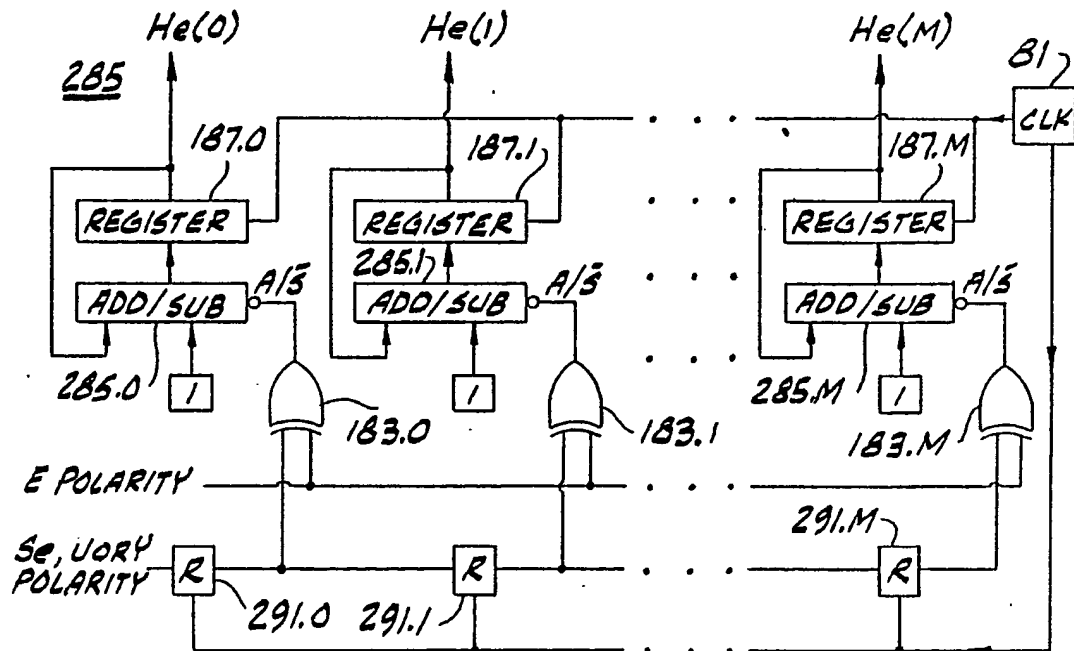 He(0) He(1) He(M)
285 81
CLK
187.0 187.1 187.M
REGISTER REGISTER REGISTER
285.1
A/S̄ A/S̄ A/S̄
ADD/SUB ADD/SUB ADD/SUB
285.0 1 1 285.M 1
183.0 183.1 183.M
E POLARITY
291.M
Se, U OR Y
POLARITY
R R R
291.0 291.1